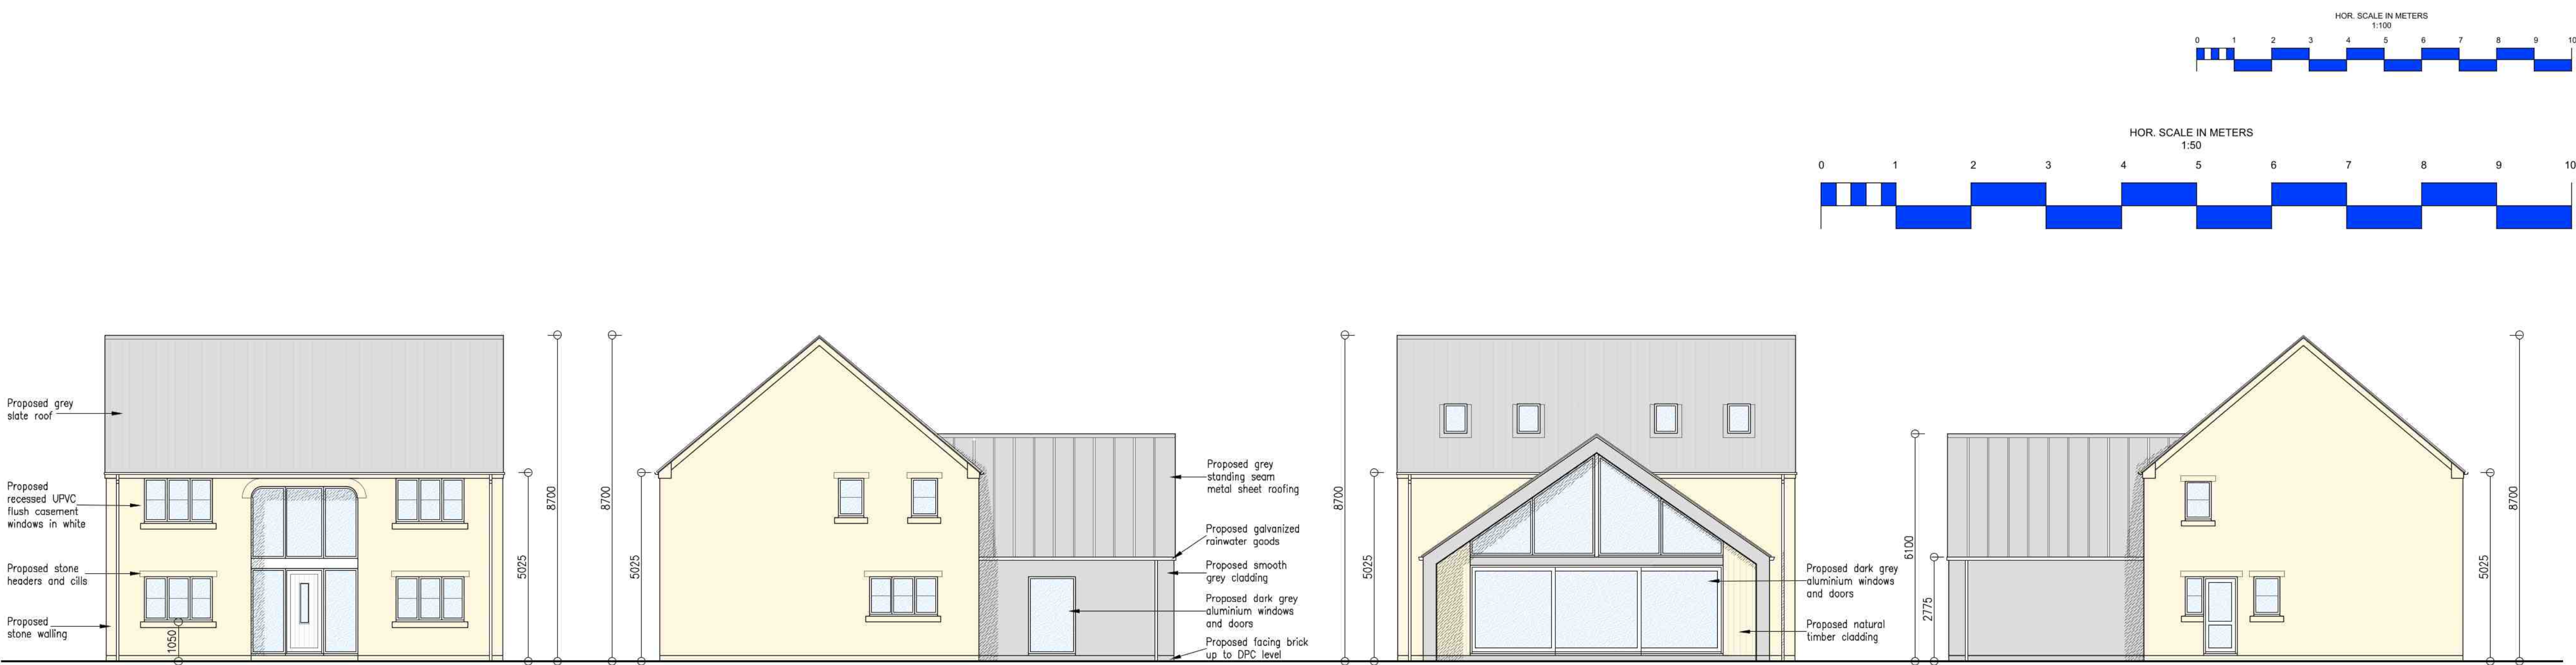 HOR. SCALE IN METERS
1:100
0 1 2 3 4 5 6 7 8 9 10
HOR. SCALE IN METERS
1:50
0 1 2 3 4 5 6 7 8 9 10
Proposed grey
slate roof
Proposed
recessed UPVC
flush casement
windows in white
Proposed stone
headers and cills
Proposed
stone walling
1050
5025
8700
8700
5025
Proposed grey
standing seam
metal sheet roofing
Proposed galvanized
rainwater goods
Proposed smooth
grey cladding
Proposed dark grey
aluminium windows
and doors
Proposed facing brick
up to DPC level
8700
5025
Proposed dark grey
aluminium windows
and doors
Proposed natural
timber cladding
6100
2775
5025
8700